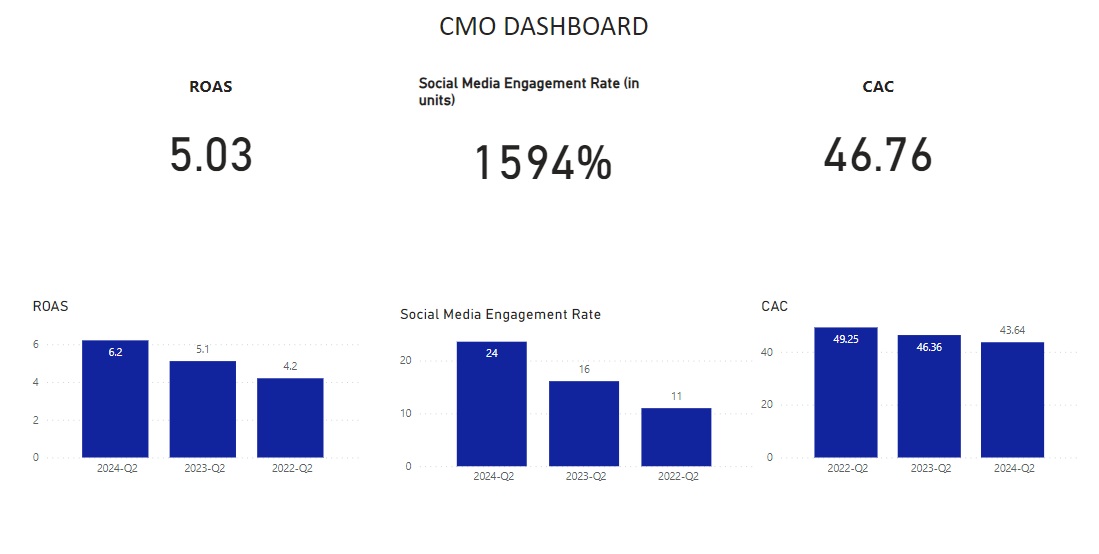 CMO DASHBOARD
ROAS
5.03
Social Media Engagement Rate (in
units)
1594%
CAC
46.76
ROAS
6
4
2
0
6.2
5.1
4.2
2024-Q2
2023-Q2
2022-Q2
Social Media Engagement Rate
20
10
0
24
16
11
2024-Q2
2023-Q2
2022-Q2
CAC
40
20
0
49.25
46.36
43.64
2022-Q2
2023-Q2
2024-Q2